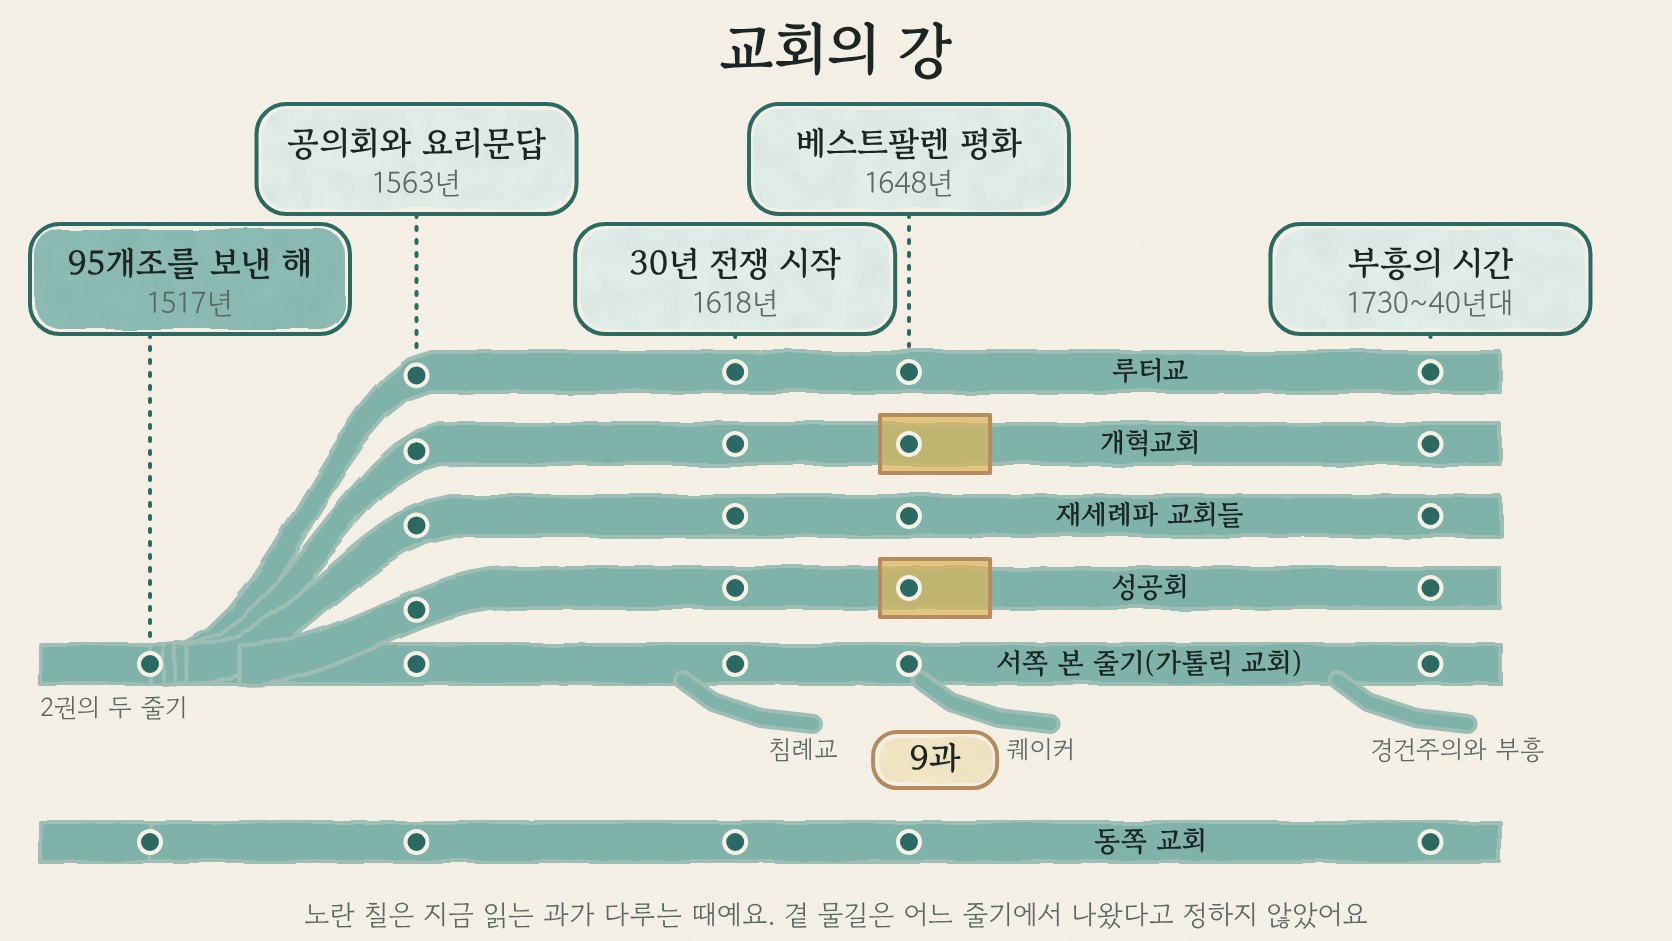 교회의 강
공의회와 요리문답
1563년
베스트팔렌 평화
1648년
95개조를 보낸 해
1517년
30년 전쟁 시작
1618년
부흥의 시간
1730~40년대
루터교
개혁교회
재세례파 교회들
성공회
서쪽 본 줄기(가톨릭 교회)
2권의 두 줄기
침례교
9과
퀘이커
경건주의와 부흥
동쪽 교회
노란 칠은 지금 읽는 과가 다루는 때예요. 곁 물길은 어느 줄기에서 나왔다고 정하지 않았어요